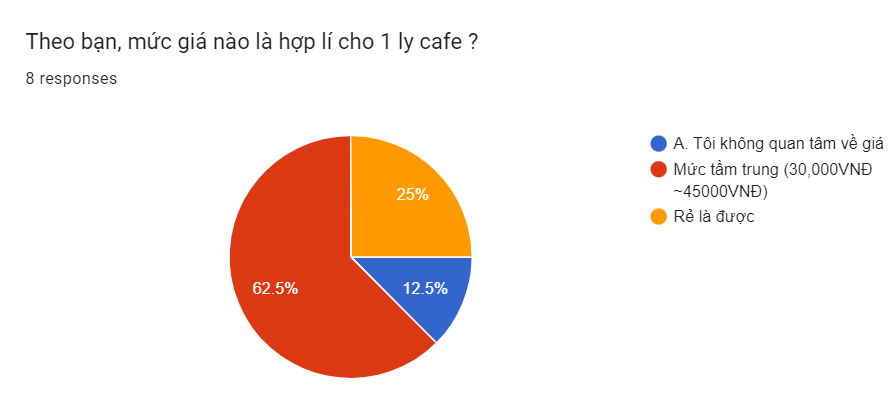 Theo bạn, mức giá nào là hợp lí cho 1 ly cafe ?
8 responses
25%
62.5%
12.5%
A. Tôi không quan tâm về giá
Mức tầm trung (30,000VNĐ
~45000VNĐ)
Rẻ là được